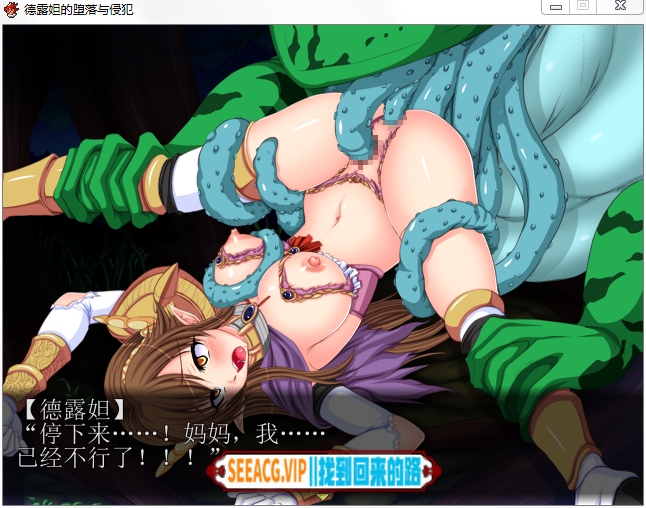 德露妲的堕落与侵犯
【德露妲】
“停下来……！妈妈，我……
已经不行了！！！”
SEEACG.VIP||找到回来的路